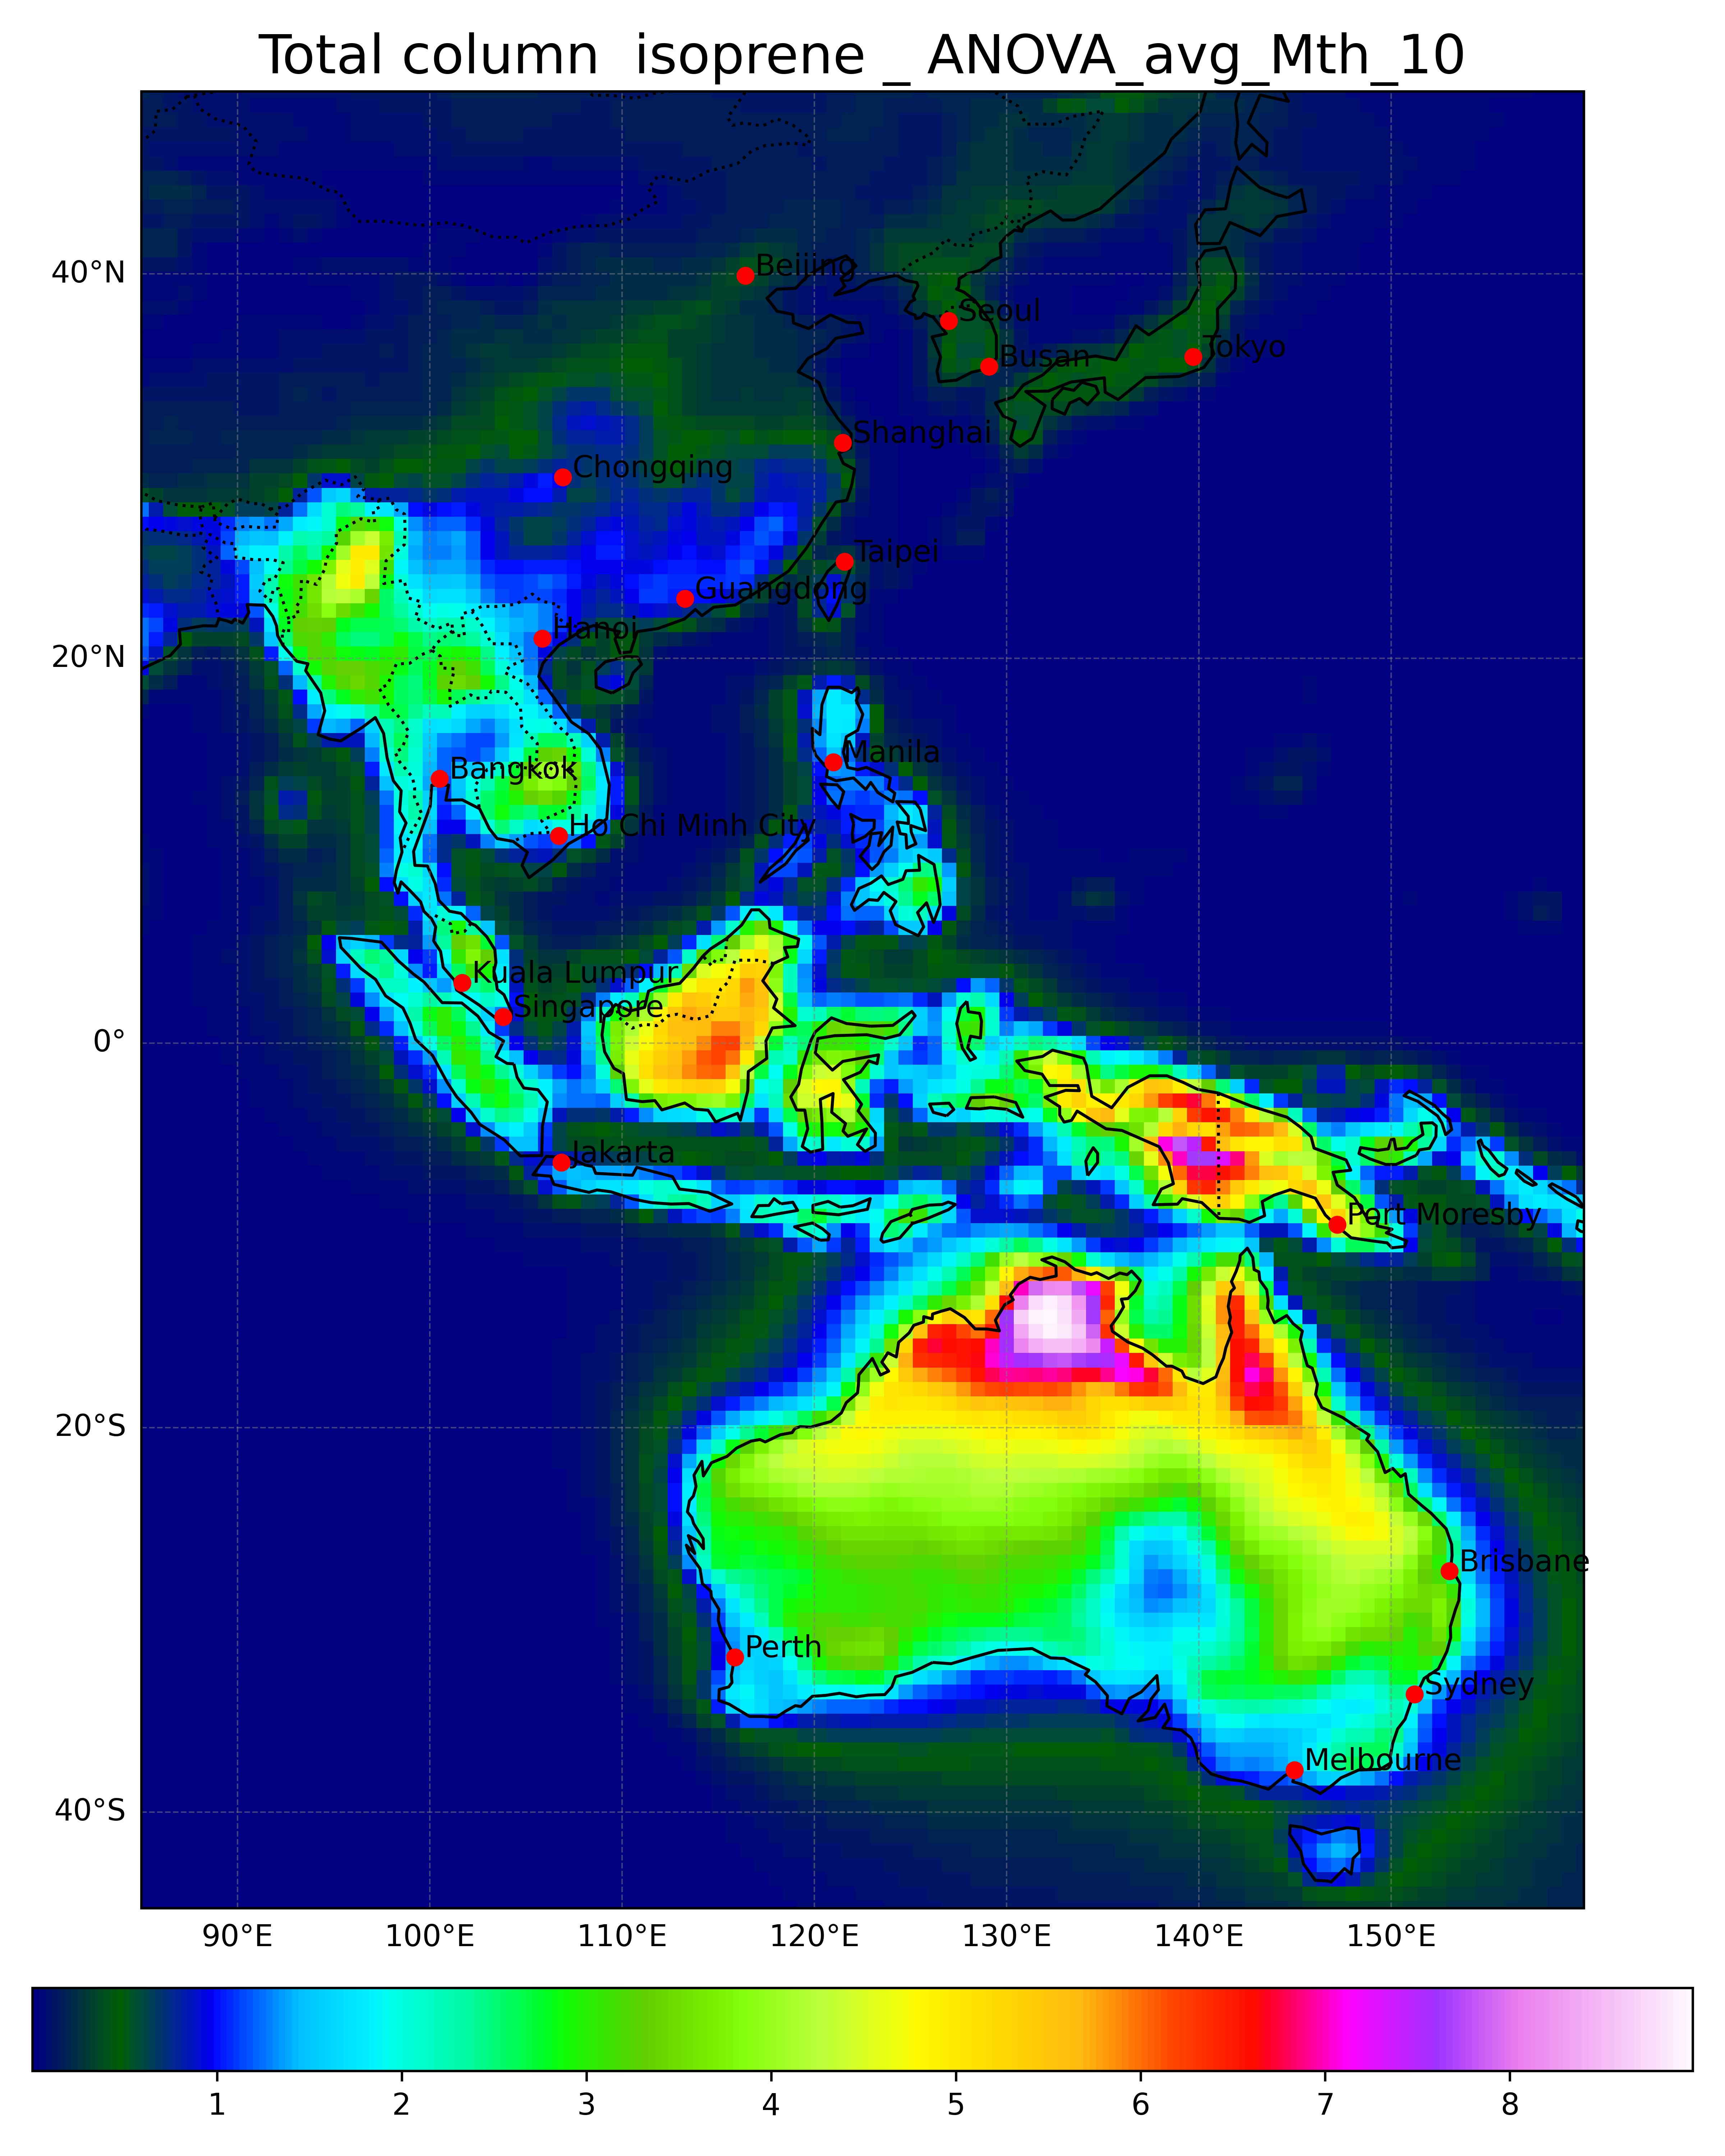 Total column  isoprene _ ANOVA_avg_Mth_10
40°N
20°N
0°
20°S
40°S
Beijing
Seoul
Busan
Tokyo
Shanghai
Chongqing
Taipei
Guangdong
Hanoi
Manila
Bangkok
Ho Chi Minh City
Kuala Lumpur
Singapore
Jakarta
Port Moresby
Brisbane
Perth
Sydney
Melbourne
90°E 100°E 110°E 120°E 130°E 140°E 150°E
1 2 3 4 5 6 7 8